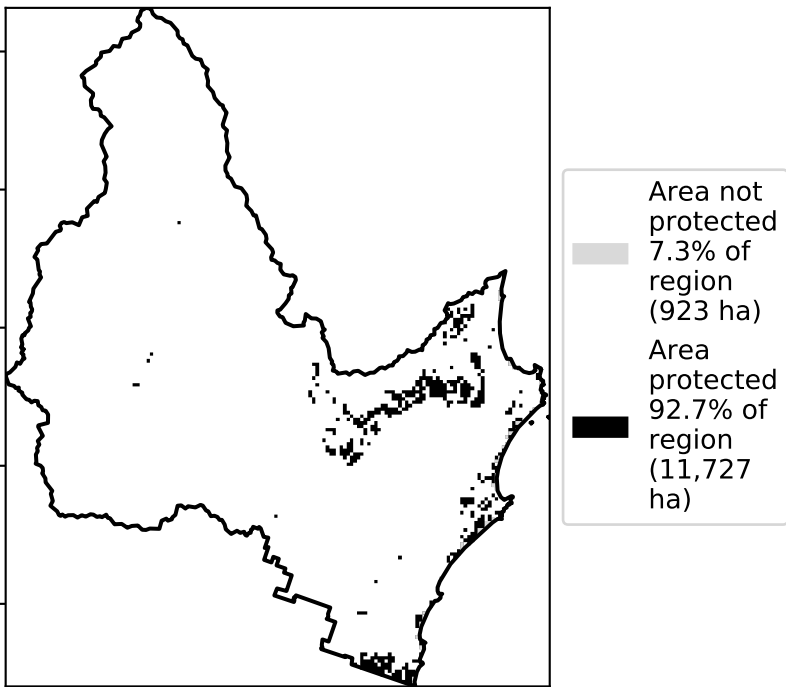 Area not
protected
7.3% of
region
(923 ha)
Area
protected
92.7% of
region
(11,727
ha)